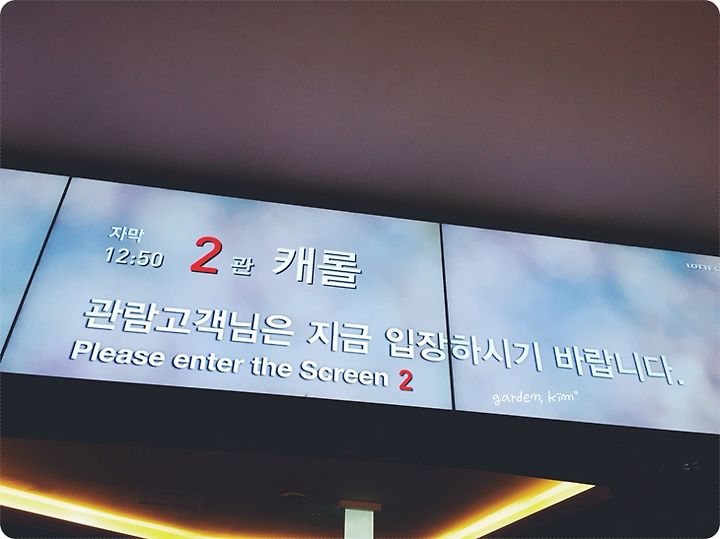 자막
12:50 2관 캐롤
LOTTE
관람고객님은 지금 입장하시기 바랍니다.
Please enter the Screen 2
garden, kim"